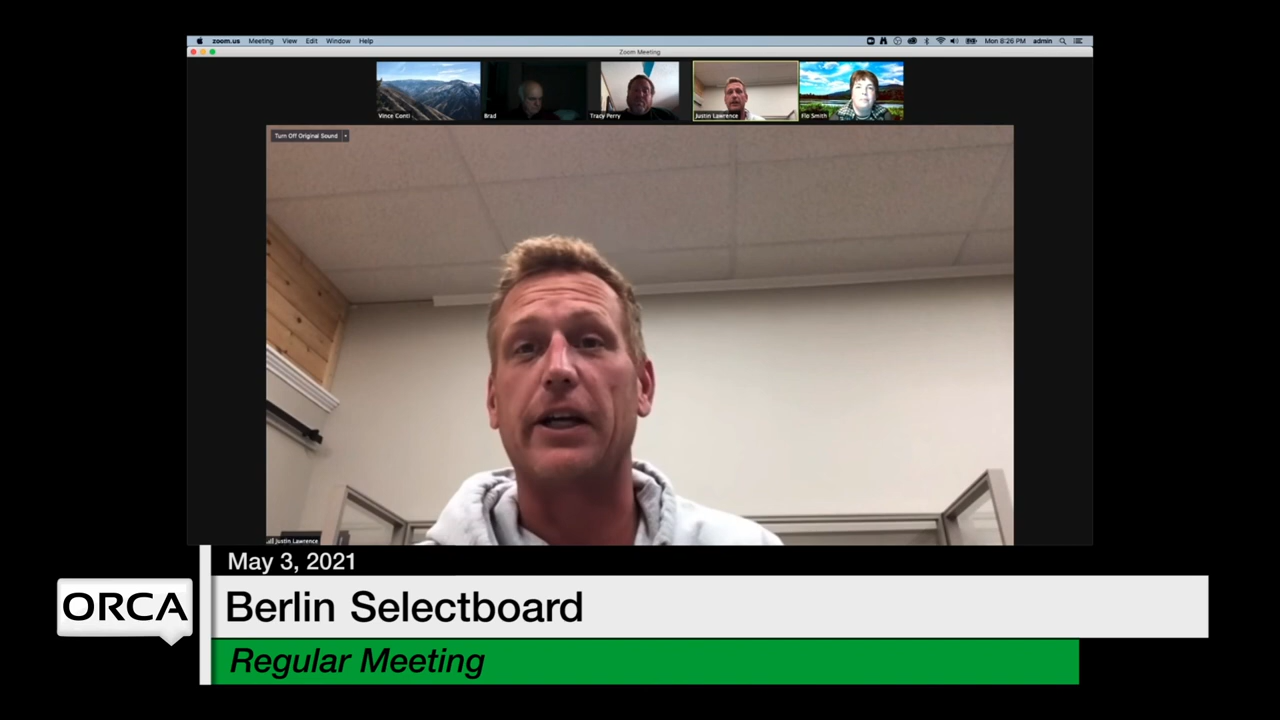 zoom.us Meeting View Edit Window Help Mon 8:26 PM admin
Zoom Meeting
Vince Conti Brad Tracy Perry Justin Lawrence Flo Smith
Turn Off Original Sound
Justin Lawrence
May 3, 2021
ORCA Berlin Selectboard
Regular Meeting